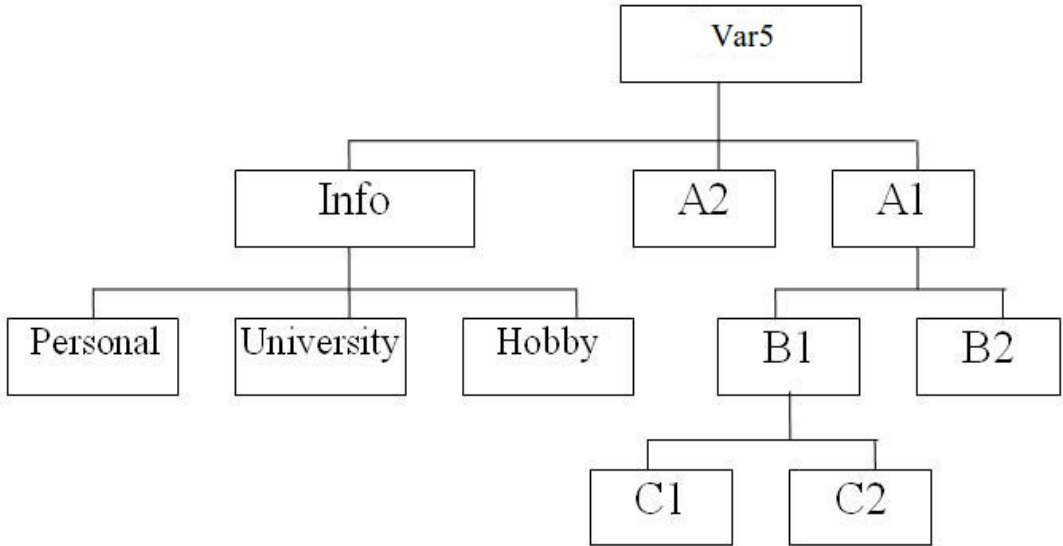 Var5
Info
A2
A1
Personal
University
Hobby
B1
B2
C1
C2